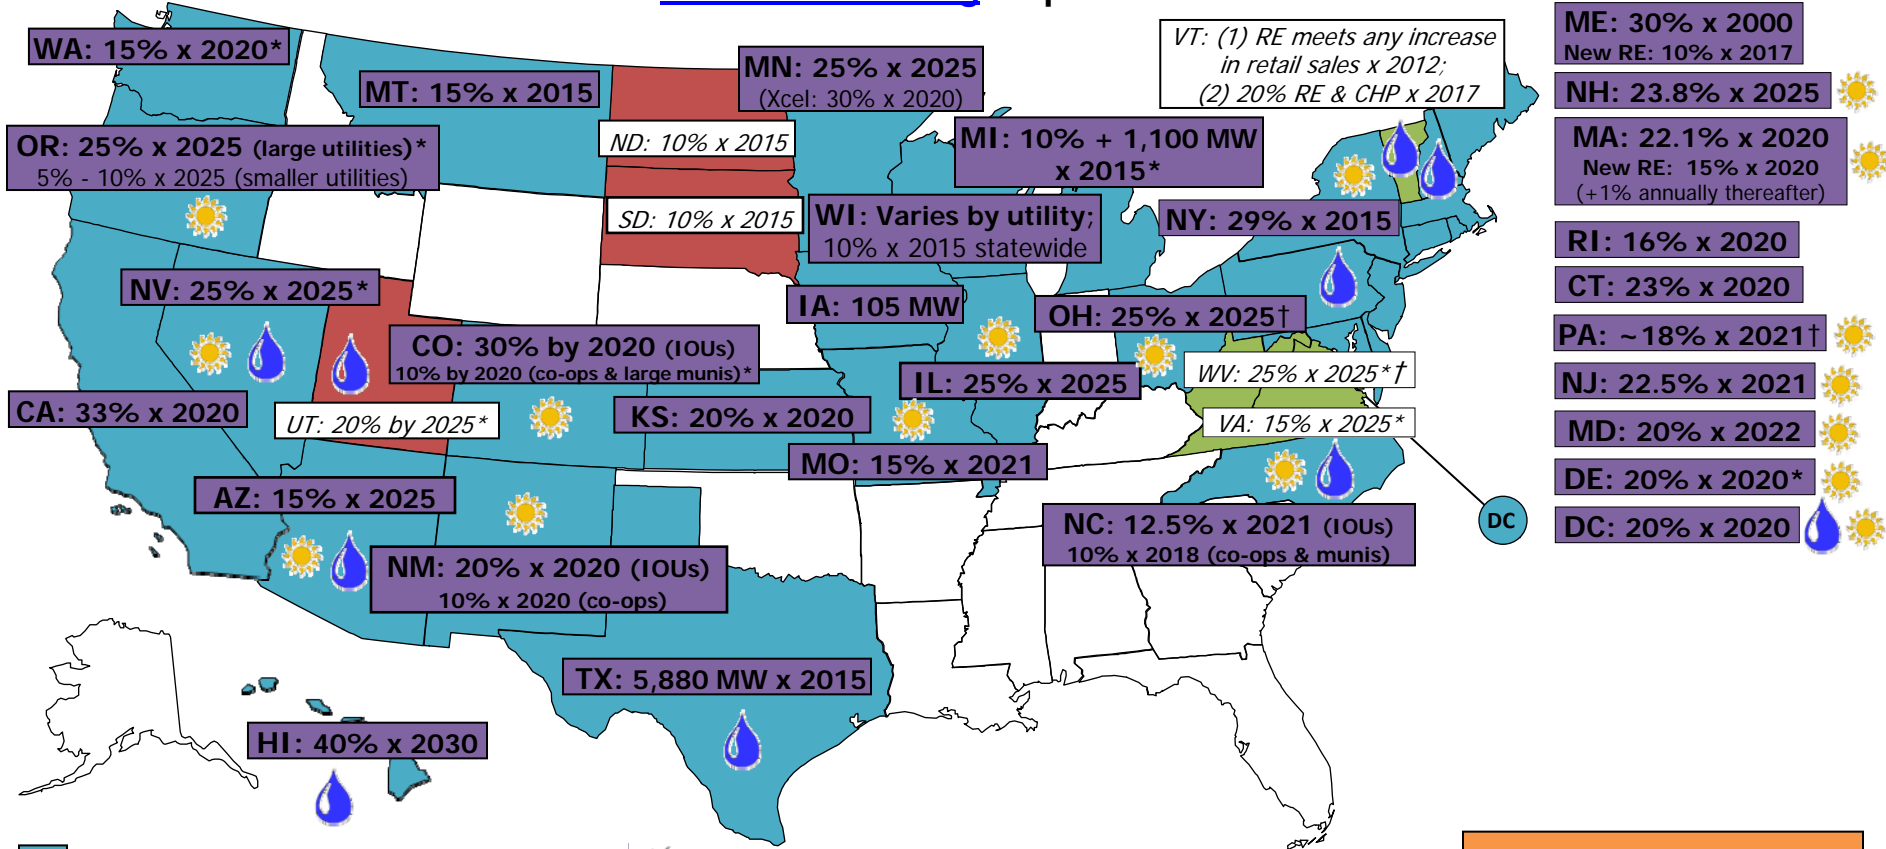 WA: 15% x 2020*
MT: 15% x 2015
MN: 25% x 2025
(Xcel: 30% x 2020)
VT: (1) RE meets any increase
in retail sales x 2012;
(2) 20% RE & CHP x 2017
ME: 30% x 2000
New RE: 10% x 2017
NH: 23.8% x 2025
OR: 25% x 2025 (large utilities)*
5% - 10% x 2025 (smaller utilities)
ND: 10% x 2015
MI: 10% + 1,100 MW
x 2015*
MA: 22.1% x 2020
New RE: 15% x 2020
(+1% annually thereafter)
SD: 10% x 2015
WI: Varies by utility;
10% x 2015 statewide
NY: 29% x 2015
RI: 16% x 2020
CT: 23% x 2020
NV: 25% x 2025*
IA: 105 MW
OH: 25% x 2025†
PA: ~18% x 2021†
CO: 30% by 2020 (IOUs)
10% by 2020 (co-ops & large munis)*
IL: 25% x 2025
WV: 25% x 2025*†
NJ: 22.5% x 2021
CA: 33% x 2020
UT: 20% by 2025*
KS: 20% x 2020
VA: 15% x 2025*
MD: 20% x 2022
MO: 15% x 2021
DE: 20% x 2020*
AZ: 15% x 2025
NC: 12.5% x 2021 (IOUs)
10% x 2018 (co-ops & munis)
DC
DC: 20% x 2020
NM: 20% x 2020 (IOUs)
10% x 2020 (co-ops)
TX: 5,880 MW x 2015
HI: 40% x 2030